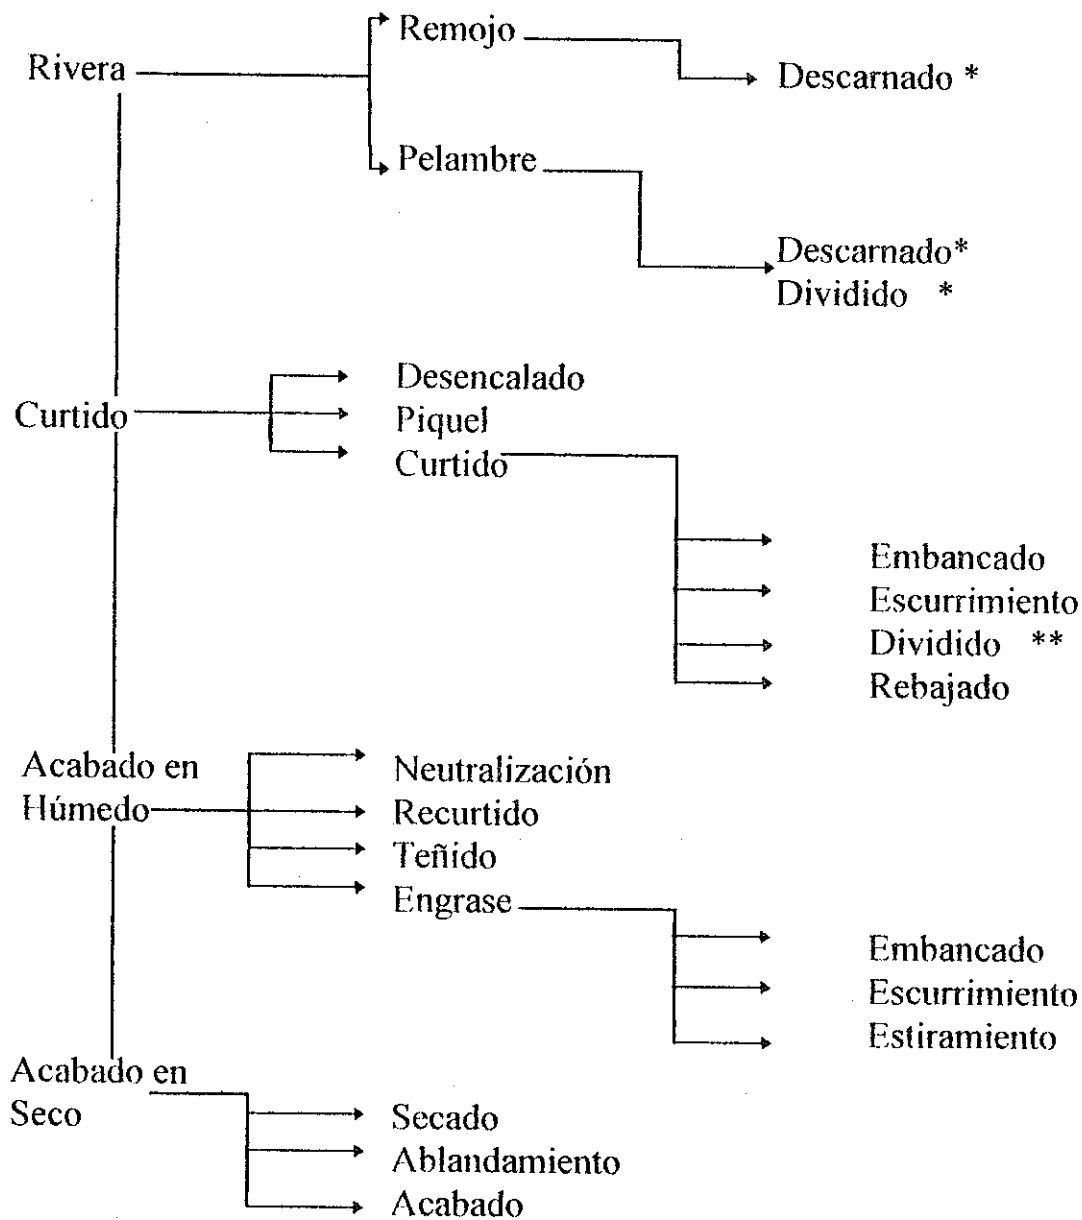 Rivera
Remojo
Descarnado *
Pelambre
Descarnado*
Dividido *
Curtido
Desencalado
Piquel
Curtido
Embancado
Escurrimiento
Dividido **
Rebajado
Acabado en
Húmedo
Neutralización
Recurtido
Teñido
Engrase
Embancado
Escurrimiento
Estiramiento
Acabado en
Seco
Secado
Ablandamiento
Acabado